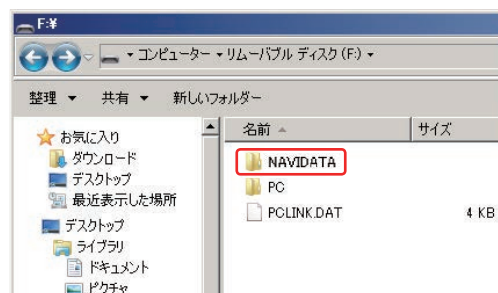 F:¥
コンピューター リムーバブル ディスク (F:)
整理 共有 新しいフォルダー
お気に入り
ダウンロード
デスクトップ
最近表示した場所
デスクトップ
ライブラリ
ドキュメント
ピクチャ
名前 サイズ
NAVIDATA
PC
PCLINK.DAT 4 KB